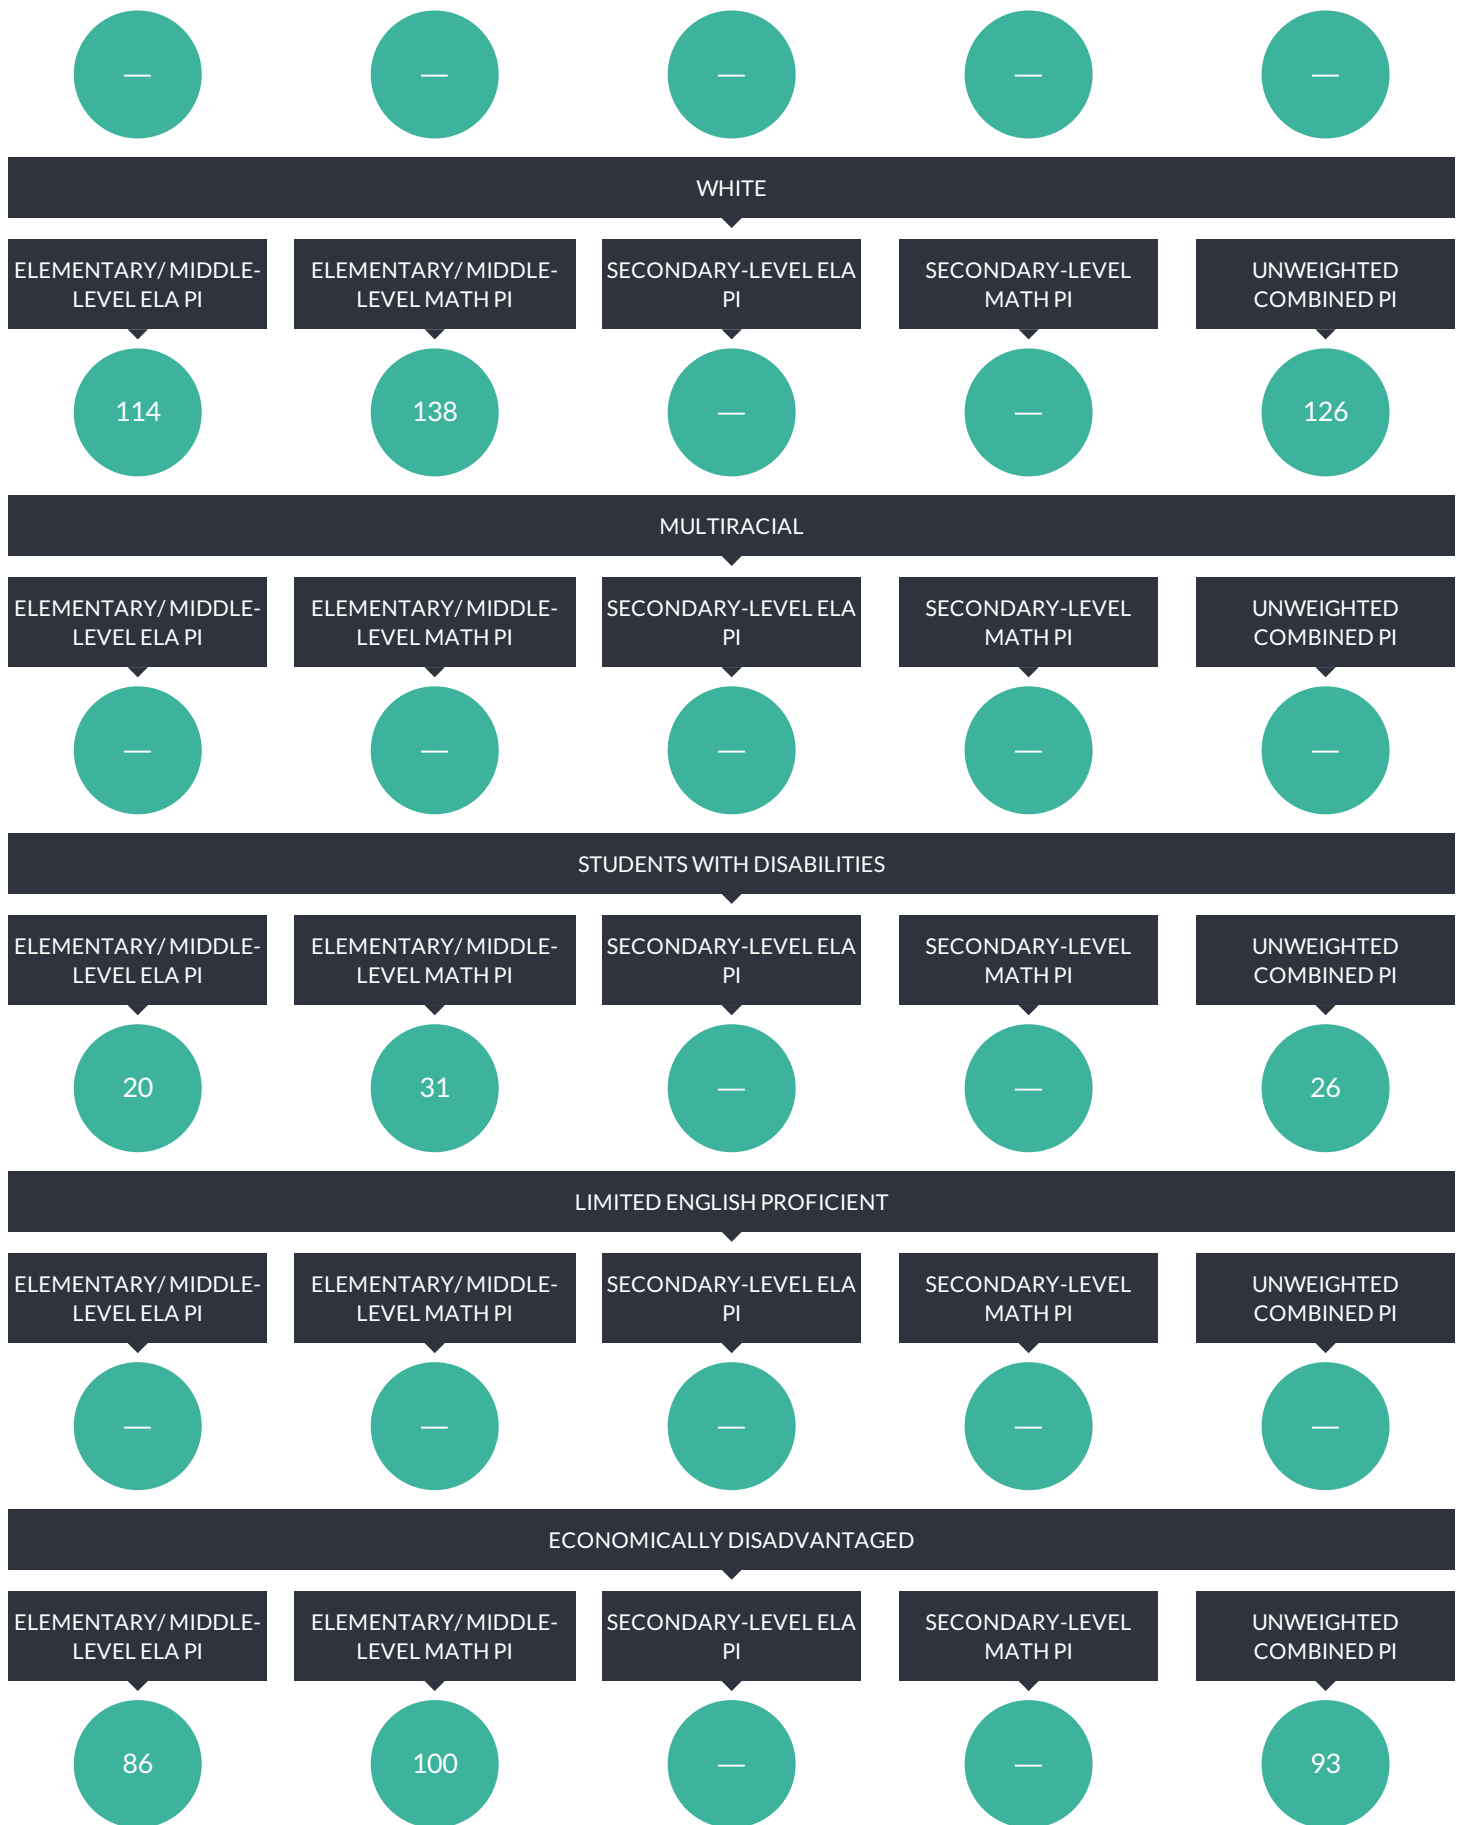 — — — — —
WHITE
ELEMENTARY/ MIDDLE- ELEMENTARY/ MIDDLE- SECONDARY-LEVEL ELA SECONDARY-LEVEL UNWEIGHTED
LEVEL ELA PI LEVEL MATH PI PI MATH PI COMBINED PI
114 138 — — 126
MULTIRACIAL
ELEMENTARY/ MIDDLE- ELEMENTARY/ MIDDLE- SECONDARY-LEVEL ELA SECONDARY-LEVEL UNWEIGHTED
LEVEL ELA PI LEVEL MATH PI PI MATH PI COMBINED PI
— — — — —
STUDENTS WITH DISABILITIES
ELEMENTARY/ MIDDLE- ELEMENTARY/ MIDDLE- SECONDARY-LEVEL ELA SECONDARY-LEVEL UNWEIGHTED
LEVEL ELA PI LEVEL MATH PI PI MATH PI COMBINED PI
20 31 — — 26
LIMITED ENGLISH PROFICIENT
ELEMENTARY/ MIDDLE- ELEMENTARY/ MIDDLE- SECONDARY-LEVEL ELA SECONDARY-LEVEL UNWEIGHTED
LEVEL ELA PI LEVEL MATH PI PI MATH PI COMBINED PI
— — — — —
ECONOMICALLY DISADVANTAGED
ELEMENTARY/ MIDDLE- ELEMENTARY/ MIDDLE- SECONDARY-LEVEL ELA SECONDARY-LEVEL UNWEIGHTED
LEVEL ELA PI LEVEL MATH PI PI MATH PI COMBINED PI
86 100 — — 93